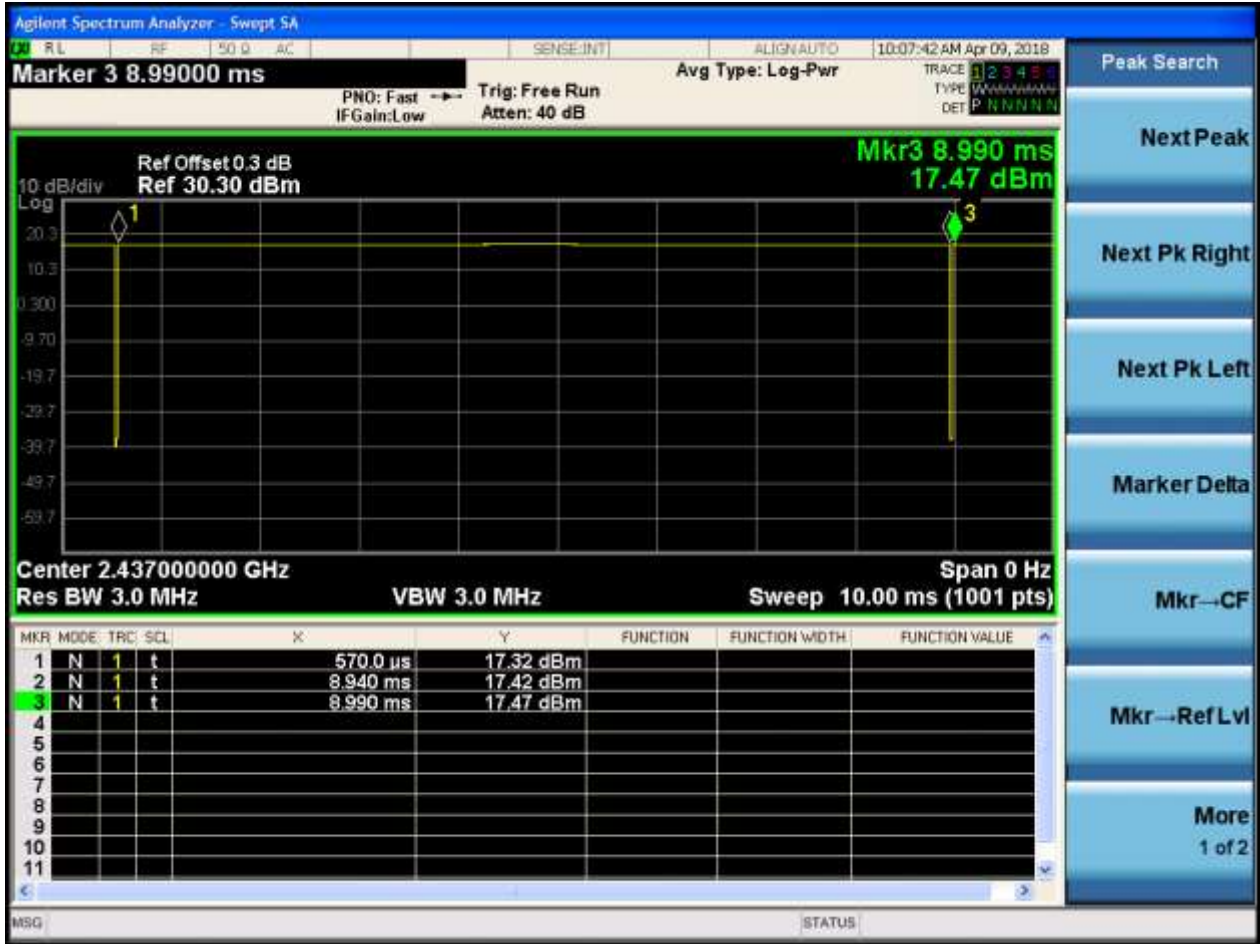 Agilent Spectrum Analyzer - Swept SA
RL RF 50 Ω AC SENSE:INT ALIGN AUTO 10:07:42 AM Apr 09, 2018
Marker 3 8.99000 ms
PNO: Fast
IFGain:Low
Trig: Free Run
Atten: 40 dB
Avg Type: Log-Pwr
TRACE 1 2 3 4 5 6
TYPE
DET P N N N N N
Ref Offset 0.3 dB
10 dB/div Ref 30.30 dBm
Log
Mkr3 8.990 ms
17.47 dBm
1
3
20.3
10.3
0.300
-9.70
-19.7
-29.7
-39.7
-49.7
-59.7
Center 2.437000000 GHz Span 0 Hz
Res BW 3.0 MHz VBW 3.0 MHz Sweep 10.00 ms (1001 pts)
MKR MODE TRC SCL X Y FUNCTION FUNCTION WIDTH FUNCTION VALUE
1 N 1 t 570.0 µs 17.32 dBm
2 N 1 t 8.940 ms 17.42 dBm
3 N 1 t 8.990 ms 17.47 dBm
4
5
6
7
8
9
10
11
MSG STATUS
Peak Search
Next Peak
Next Pk Right
Next Pk Left
Marker Delta
Mkr→CF
Mkr→Ref Lvl
More
1 of 2